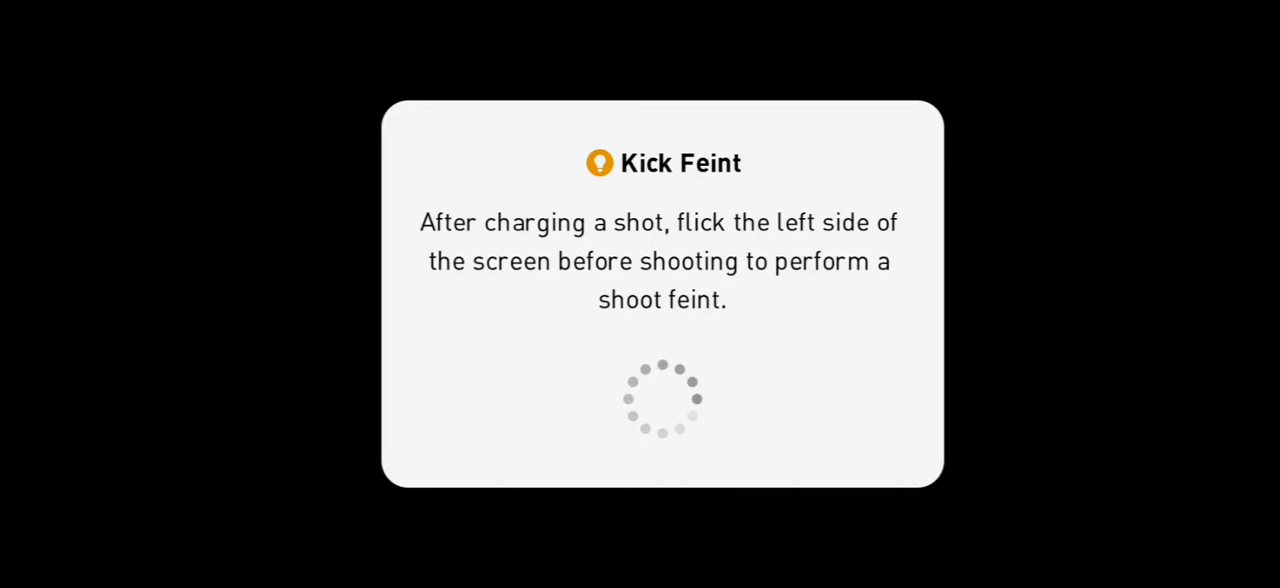 Kick Feint
After charging a shot, flick the left side of
the screen before shooting to perform a
shoot feint.